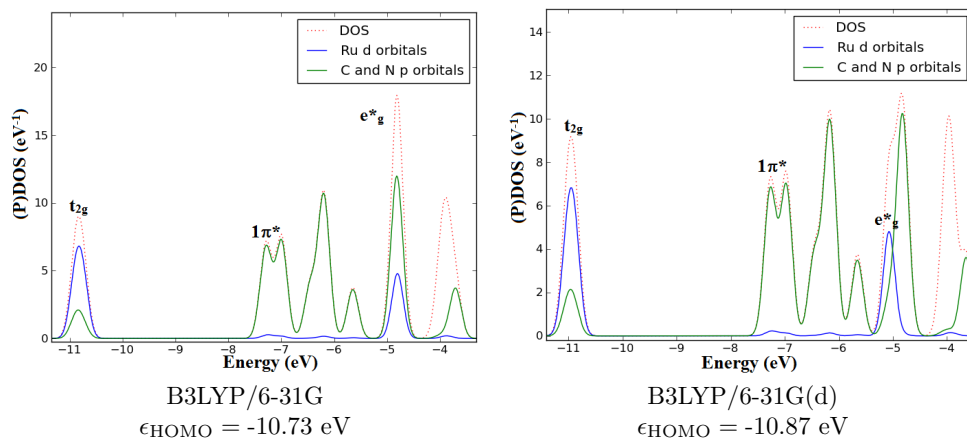 DOS
Ru d orbitals
C and N p orbitals
(P)DOS (eV⁻¹)
20
15
10
5
0
t2g
1π*
e*g
−11
−10
−9
−8
−7
−6
−5
−4
Energy (eV)
B3LYP/6-31G
ϵHOMO = -10.73 eV
DOS
Ru d orbitals
C and N p orbitals
(P)DOS (eV⁻¹)
14
12
10
8
6
4
2
0
t2g
1π*
e*g
−11
−10
−9
−8
−7
−6
−5
−4
Energy (eV)
B3LYP/6-31G(d)
ϵHOMO = -10.87 eV